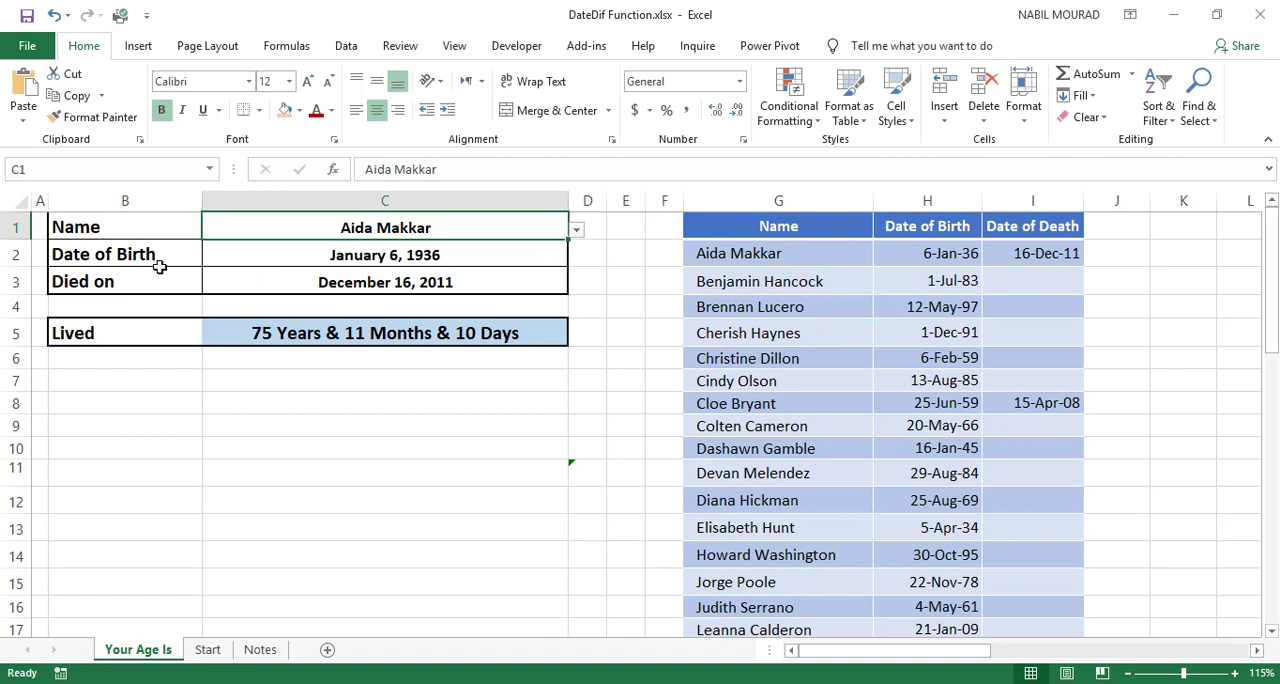 DateDif Function.xlsx - Excel
NABIL MOURAD
File Home Insert Page Layout Formulas Data Review View Developer Add-ins Help Inquire Power Pivot Tell me what you want to do Share
Paste
Cut
Copy
Format Painter
Clipboard
Calibri 12
B I U
Font
Wrap Text
Merge & Center
Alignment
General
$ % ,
Number
Conditional Formatting
Format as Table
Cell Styles
Styles
Insert Delete Format
Cells
AutoSum
Fill
Clear
Sort & Filter
Find & Select
Editing
C1 fx Aida Makkar
A B C D E F G H I J K L
1 Name Aida Makkar Name Date of Birth Date of Death
2 Date of Birth January 6, 1936 Aida Makkar 6-Jan-36 16-Dec-11
3 Died on December 16, 2011 Benjamin Hancock 1-Jul-83
4 Brennan Lucero 12-May-97
5 Lived 75 Years & 11 Months & 10 Days Cherish Haynes 1-Dec-91
6 Christine Dillon 6-Feb-59
7 Cindy Olson 13-Aug-85
8 Cloe Bryant 25-Jun-59 15-Apr-08
9 Colten Cameron 20-May-66
10 Dashawn Gamble 16-Jan-45
11 Devan Melendez 29-Aug-84
12 Diana Hickman 25-Aug-69
13 Elisabeth Hunt 5-Apr-34
14 Howard Washington 30-Oct-95
15 Jorge Poole 22-Nov-78
16 Judith Serrano 4-May-61
17 Leanna Calderon 21-Jan-09
Your Age Is Start Notes
Ready 115%